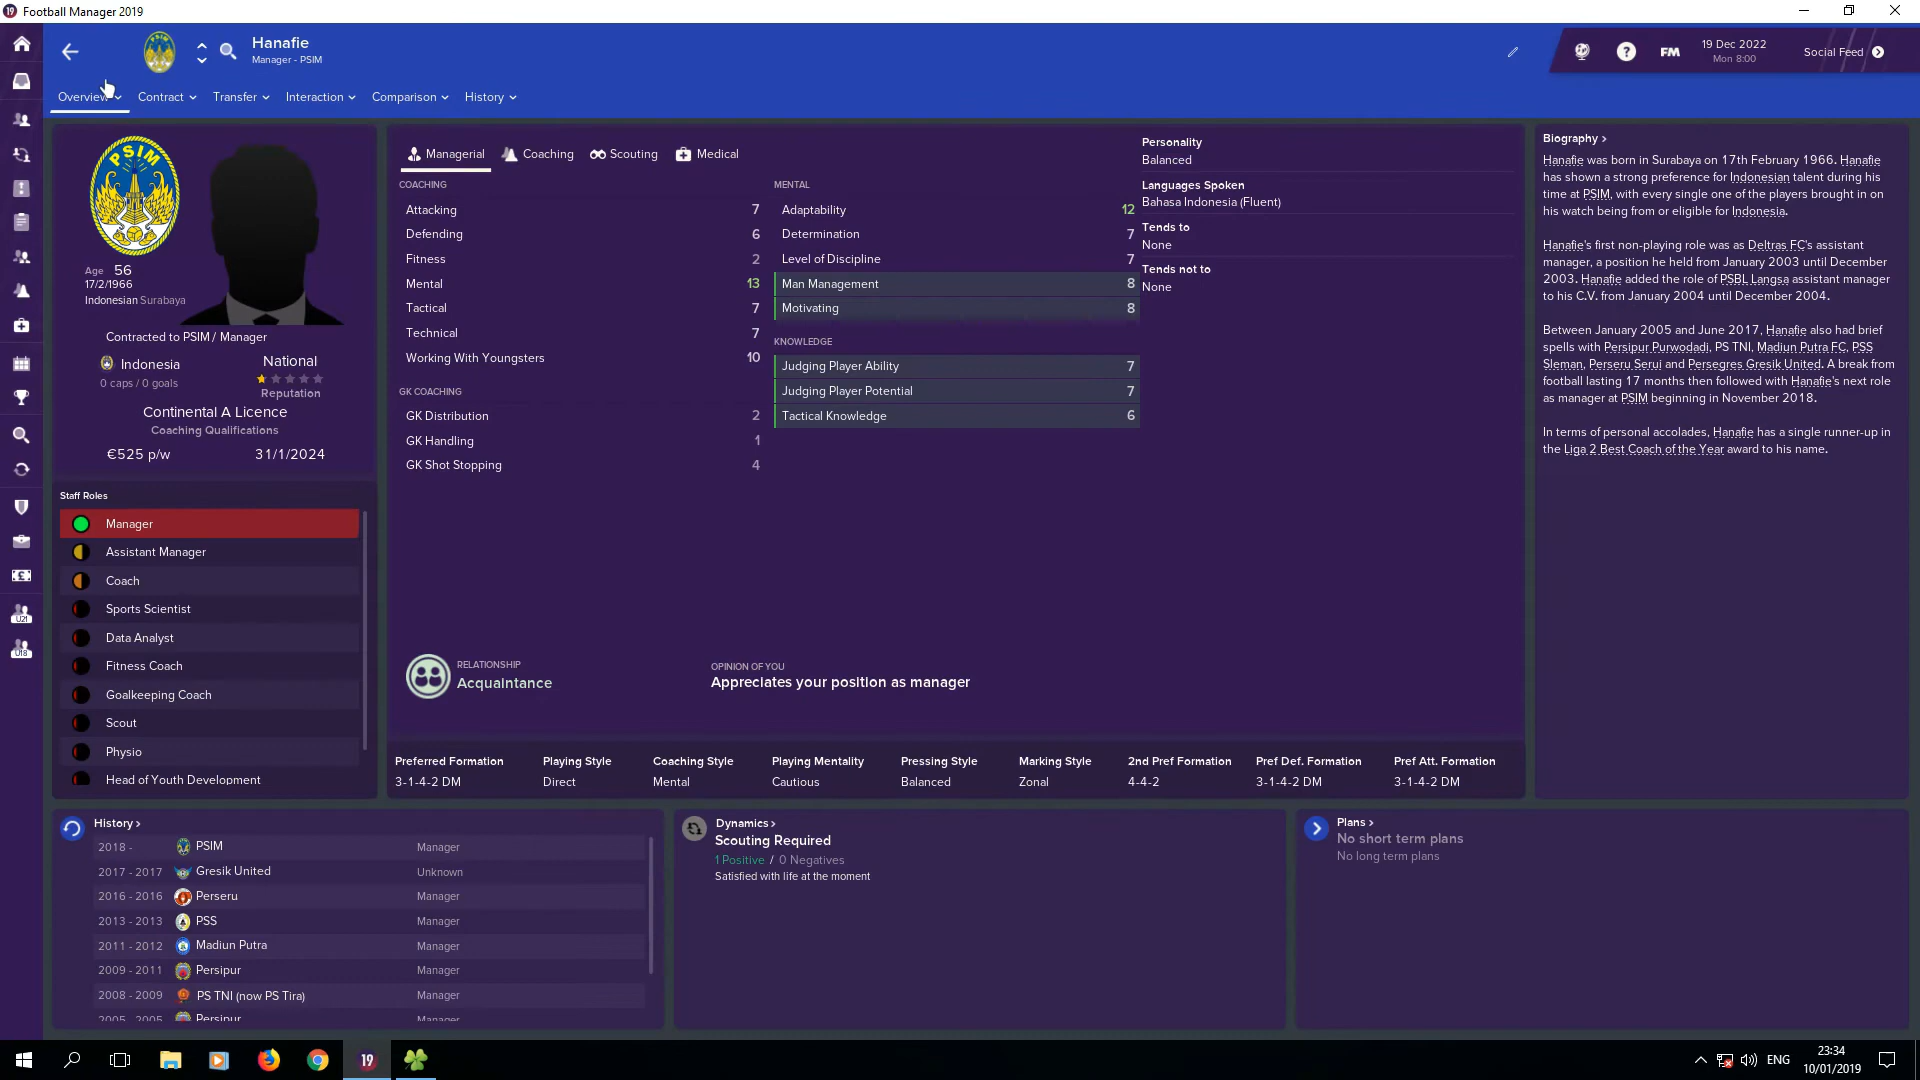 19 Football Manager 2019
Hanafie
Manager - PSIM
FM
19 Dec 2022
Mon 8:00
Social Feed
Overview
Contract
Transfer
Interaction
Comparison
History
PSIM
Age 56
17/2/1966
Indonesian Surabaya
Contracted to PSIM / Manager
Indonesia
0 caps / 0 goals
National
Reputation
Continental A Licence
Coaching Qualifications
€525 p/w
31/1/2024
Staff Roles
Manager
Assistant Manager
Coach
Sports Scientist
Data Analyst
Fitness Coach
Goalkeeping Coach
Scout
Physio
Head of Youth Development
Managerial
Coaching
Scouting
Medical
COACHING
Attacking 7
Defending 6
Fitness 2
Mental 13
Tactical 7
Technical 7
Working With Youngsters 10
GK COACHING
GK Distribution 2
GK Handling 1
GK Shot Stopping 4
MENTAL
Adaptability 12
Determination 7
Level of Discipline 7
Man Management 8
Motivating 8
KNOWLEDGE
Judging Player Ability 7
Judging Player Potential 7
Tactical Knowledge 6
Personality
Balanced
Languages Spoken
Bahasa Indonesia (Fluent)
Tends to
None
Tends not to
None
RELATIONSHIP
Acquaintance
OPINION OF YOU
Appreciates your position as manager
Preferred Formation
3-1-4-2 DM
Playing Style
Direct
Coaching Style
Mental
Playing Mentality
Cautious
Pressing Style
Balanced
Marking Style
Zonal
2nd Pref Formation
4-4-2
Pref Def. Formation
3-1-4-2 DM
Pref Att. Formation
3-1-4-2 DM
Biography >
Hanafie was born in Surabaya on 17th February 1966. Hanafie
has shown a strong preference for Indonesian talent during his
time at PSIM, with every single one of the players brought in on
his watch being from or eligible for Indonesia.
Hanafie's first non-playing role was as Deltras FC's assistant
manager, a position he held from January 2003 until December
2003. Hanafie added the role of PSBL Langsa assistant manager
to his C.V. from January 2004 until December 2004.
Between January 2005 and June 2017, Hanafie also had brief
spells with Persipur Purwodadi, PS TNI, Madiun Putra FC, PSS
Sleman, Perseru Serui and Persegres Gresik United. A break from
football lasting 17 months then followed with Hanafie's next role
as manager at PSIM beginning in November 2018.
In terms of personal accolades, Hanafie has a single runner-up in
the Liga 2 Best Coach of the Year award to his name.
History >
2018 - PSIM Manager
2017 - 2017 Gresik United Unknown
2016 - 2016 Perseru Manager
2013 - 2013 PSS Manager
2011 - 2012 Madiun Putra Manager
2009 - 2011 Persipur Manager
2008 - 2009 PS TNI (now PS Tira) Manager
2005 - 2005 Persipur Manager
Dynamics >
Scouting Required
1 Positive / 0 Negatives
Satisfied with life at the moment
Plans >
No short term plans
No long term plans
U21
U18
19
ENG
23:34
10/01/2019